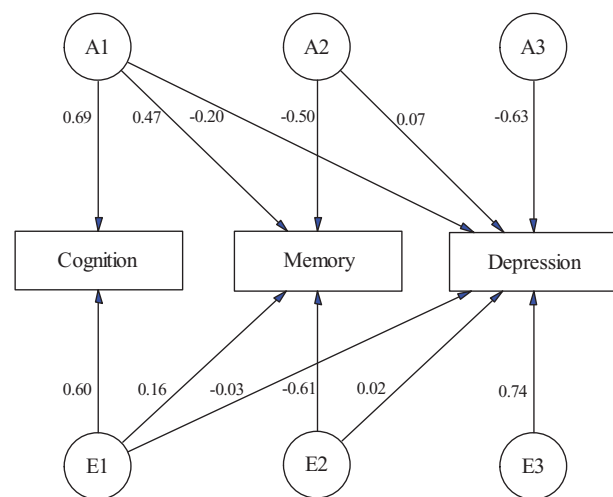 A1 A2 A3
0.69 0.47 -0.20 -0.50 0.07 -0.63
Cognition Memory Depression
0.60 0.16 -0.03 -0.61 0.02 0.74
E1 E2 E3